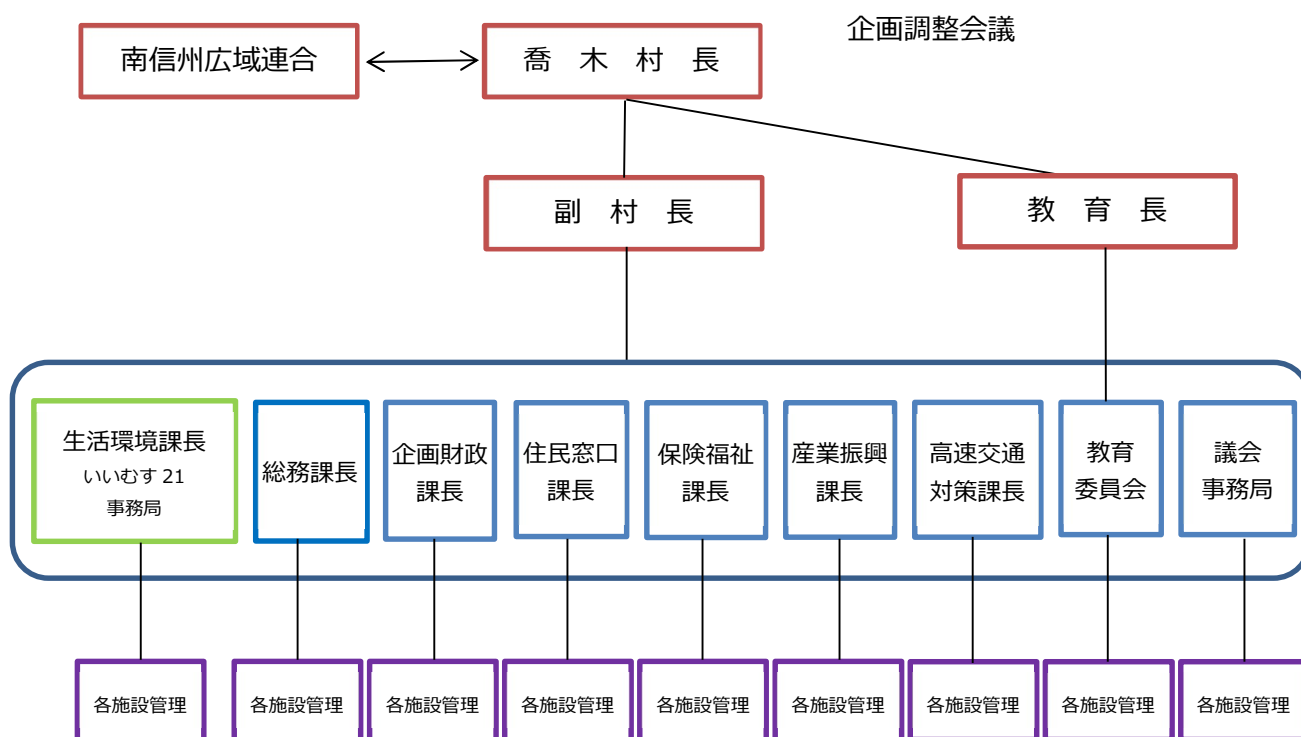 企画調整会議
南信州広域連合
喬 木 村 長
副 村 長
教 育 長
生活環境課長
いいむす 21
事務局
総務課長
企画財政
課長
住民窓口
課長
保険福祉
課長
産業振興
課長
高速交通
対策課長
教育
委員会
議会
事務局
各施設管理
各施設管理
各施設管理
各施設管理
各施設管理
各施設管理
各施設管理
各施設管理
各施設管理